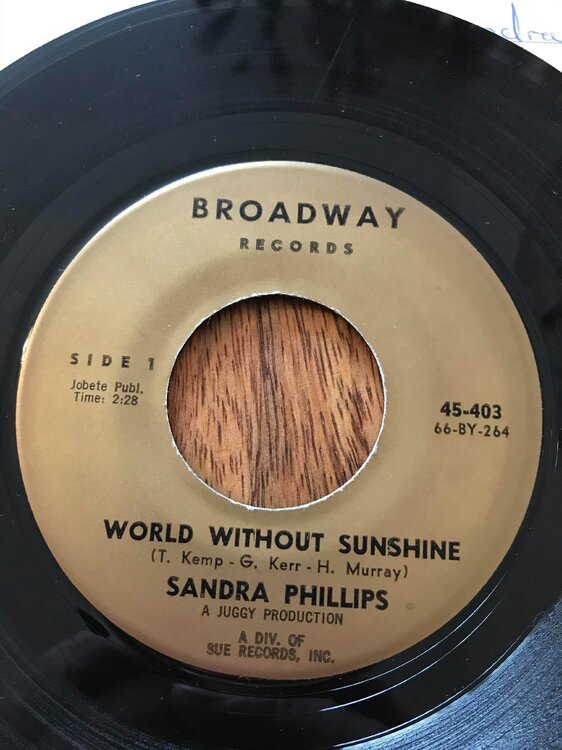 BROADWAY
RECORDS
SIDE 1
Jobete Publ.
Time: 2:28
45-403
66-BY-264
WORLD WITHOUT SUNSHINE
(T. Kemp - G. Kerr - H. Murray)
SANDRA PHILLIPS
A JUGGY PRODUCTION
A DIV. OF
SUE RECORDS, INC.